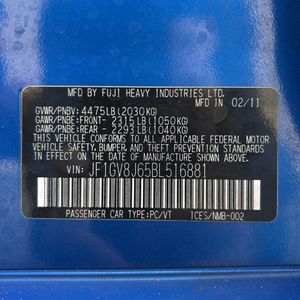 MFD BY FUJI HEAVY INDUSTRIES LTD.
MFD IN 02/11
GVWR/PNBV: 4475LB(2030KG)
GAWR/PNBE:FRONT- 2315LB(1050KG)
GAWR/PNBE:REAR - 2293LB(1040KG)
THIS VEHICLE CONFORMS TO ALL APPLICABLE FEDERAL MOTOR
VEHICLE SAFETY, BUMPER, AND THEFT PREVENTION STANDARDS
IN EFFECT ON THE DATE OF MANUFACTURE SHOWN ABOVE.
VIN: JF1GV8J65BL516881
PASSENGER CAR TYPE:PC/VT ICES/NMB-002